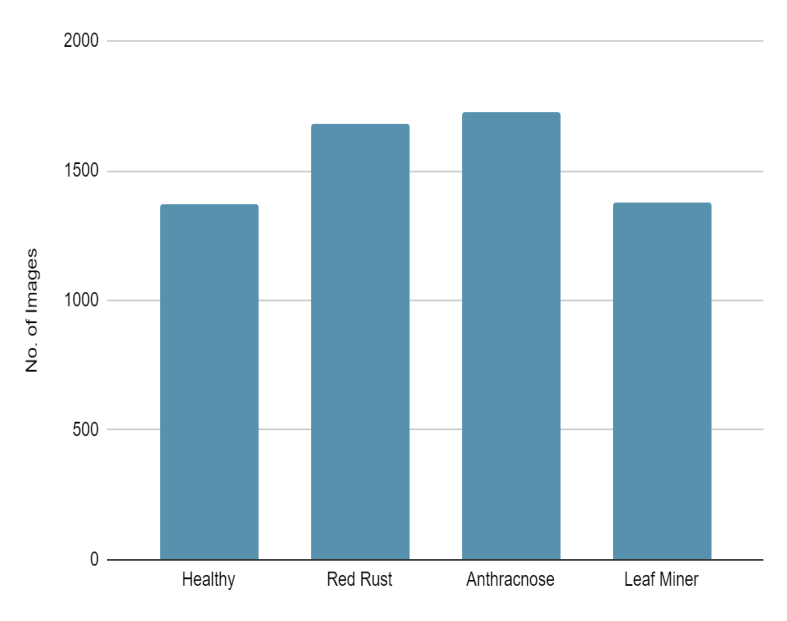 2000
1500
1000
500
0
No. of Images
Healthy
Red Rust
Anthracnose
Leaf Miner